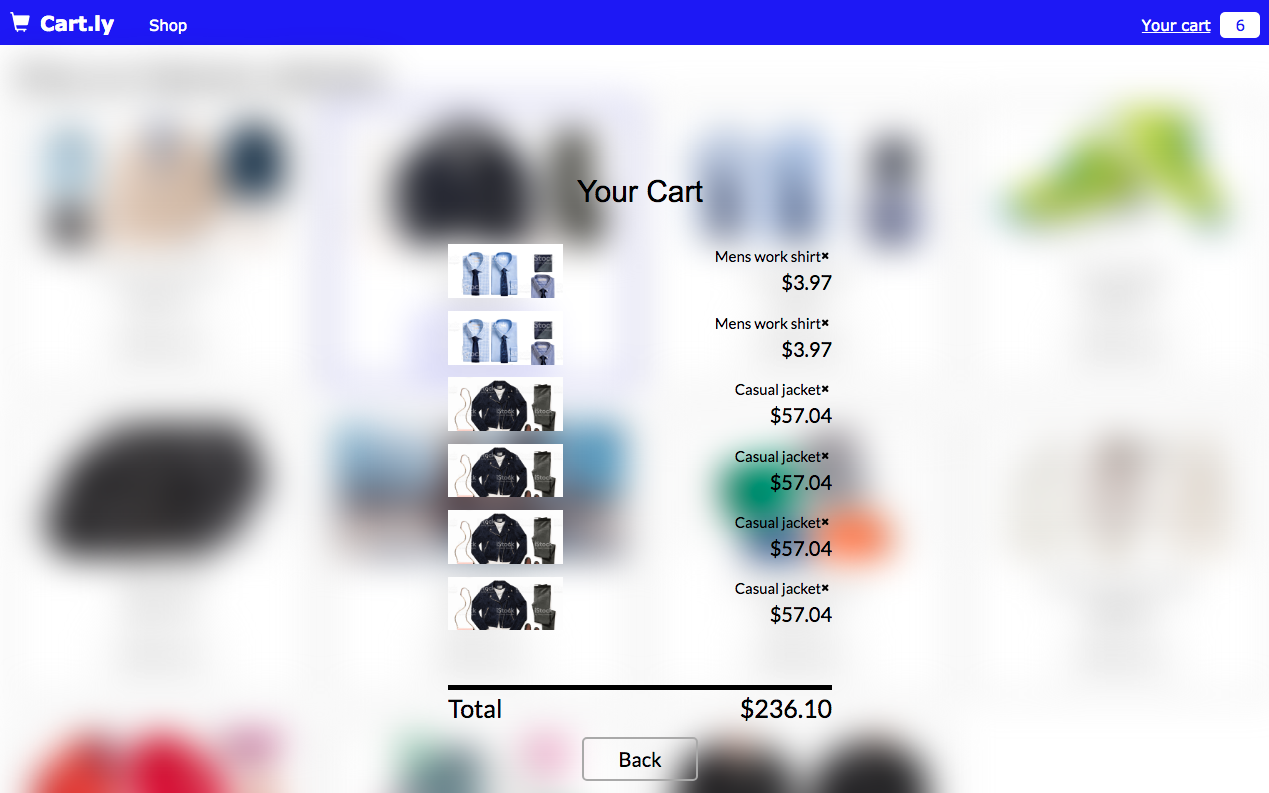 Cart.ly Shop Your cart 6
Your Cart
Mens work shirt×
$3.97
Mens work shirt×
$3.97
Casual jacket×
$57.04
Casual jacket×
$57.04
Casual jacket×
$57.04
Casual jacket×
$57.04
Total $236.10
Back